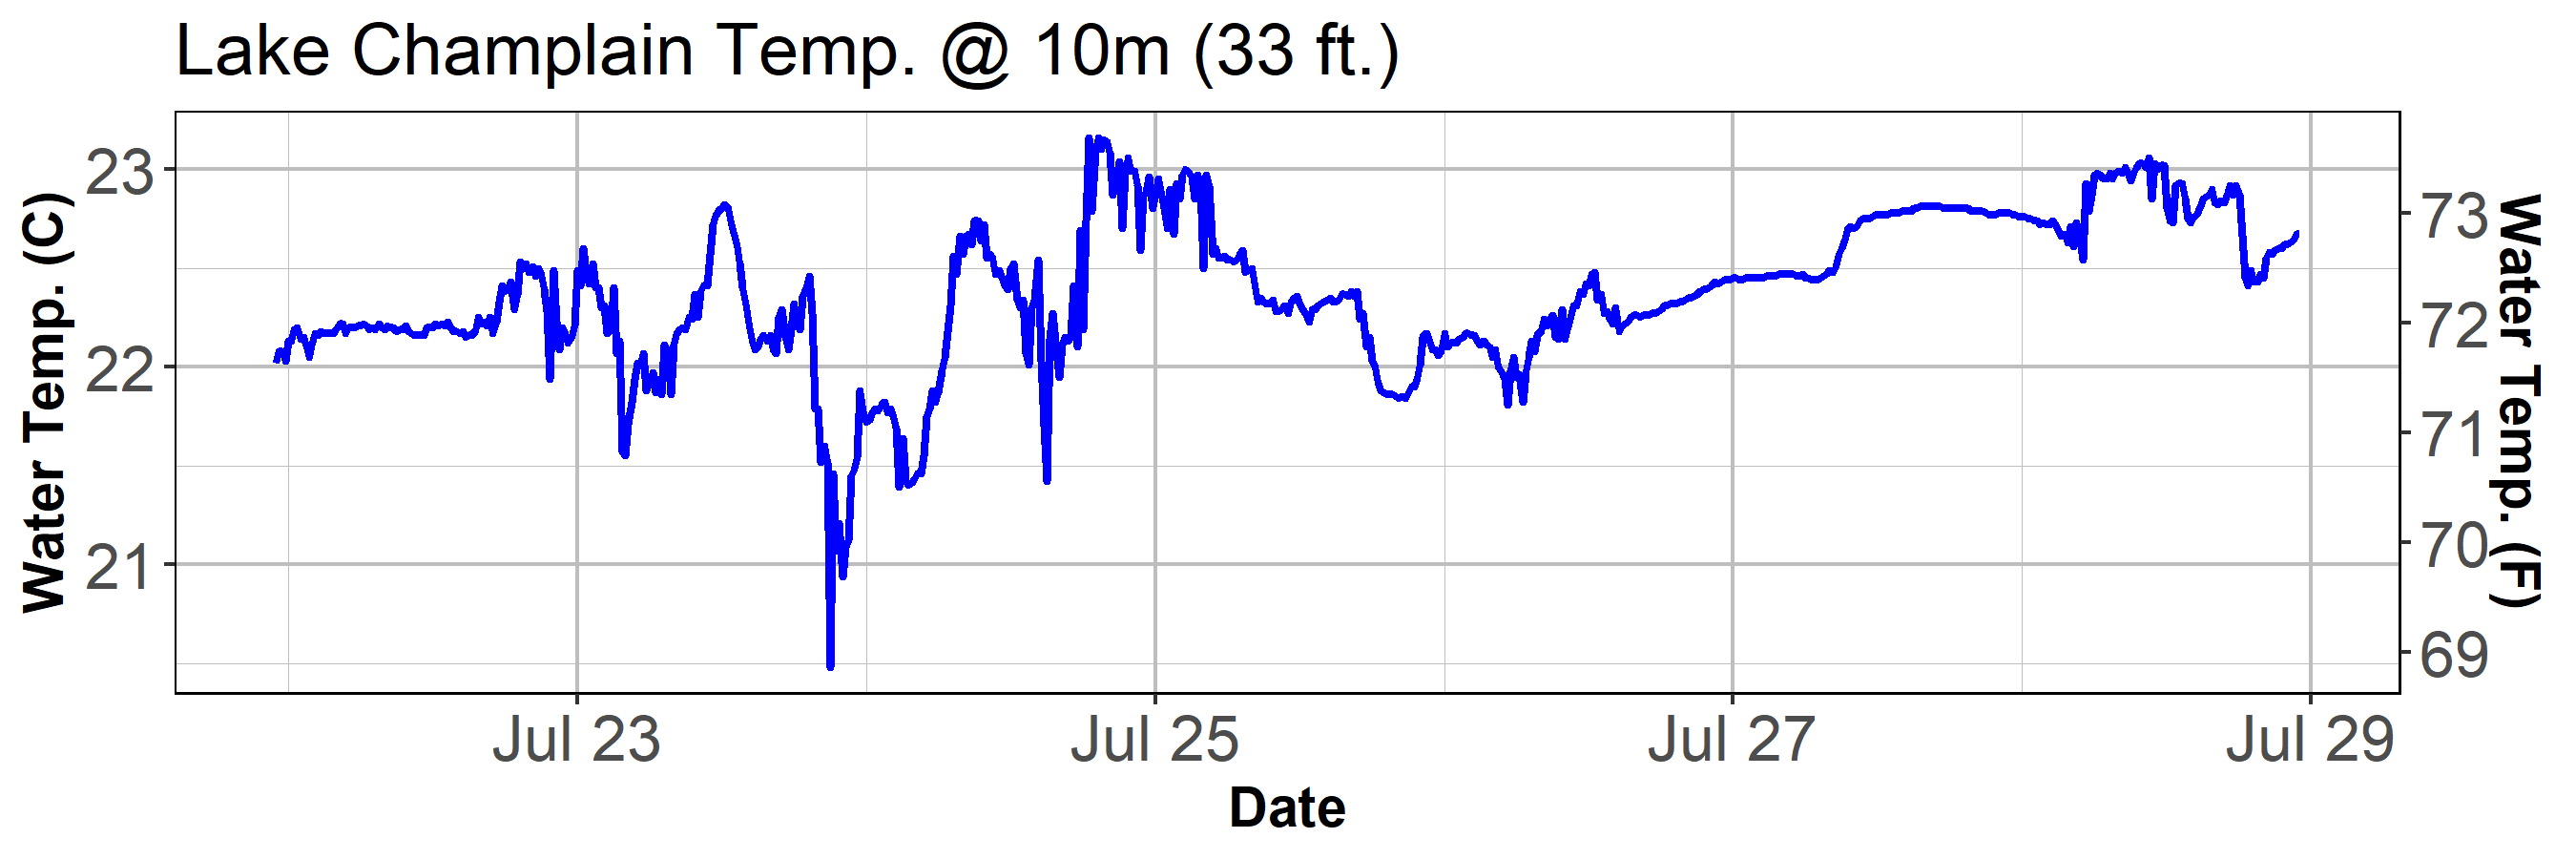 Lake Champlain Temp. @ 10m (33 ft.)
Water Temp. (C)
23
22
21
73
72
71
70
69
Water Temp. (F)
Jul 23 Jul 25 Jul 27 Jul 29
Date